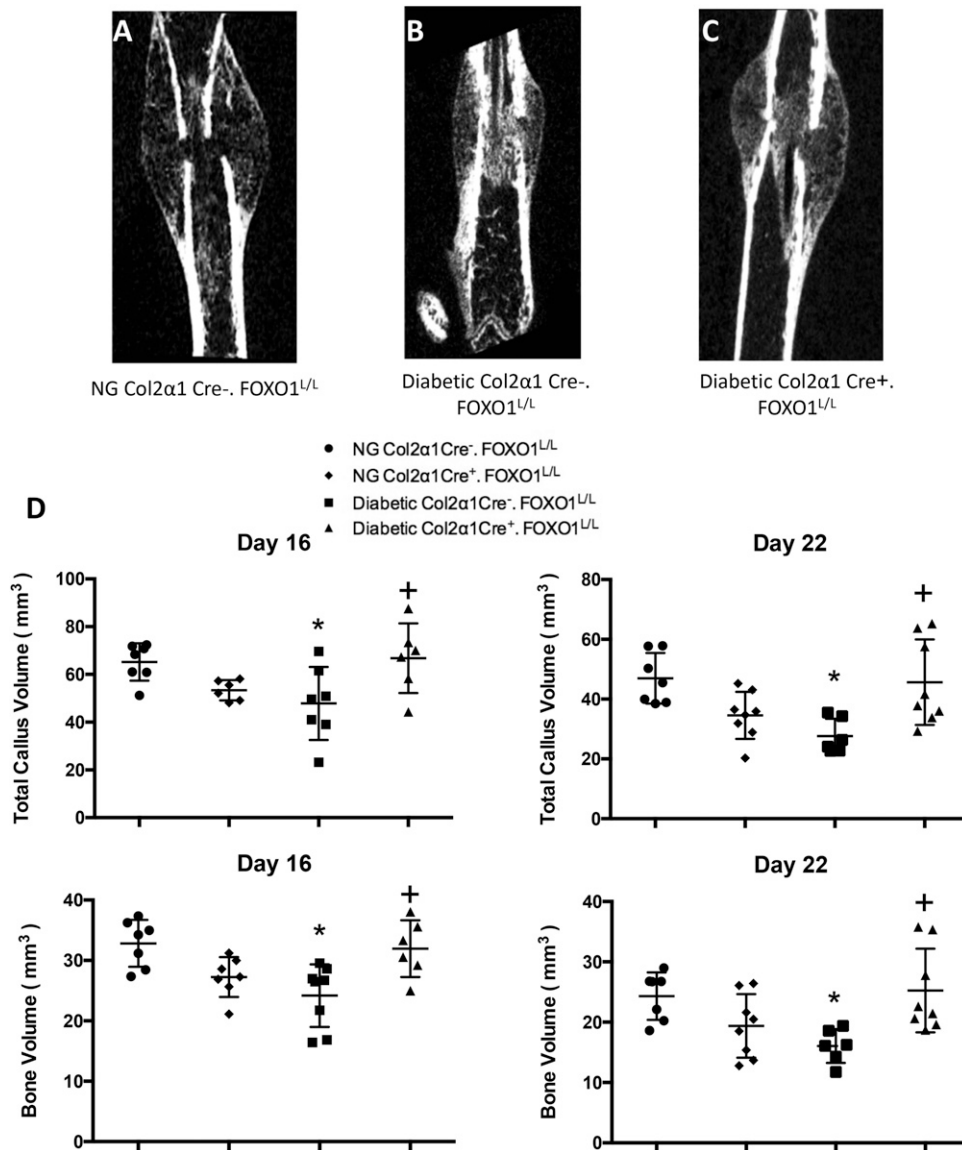 A
B
C
NG Col2α1 Cre-. FOXO1L/L
Diabetic Col2α1 Cre-.
FOXO1L/L
Diabetic Col2α1 Cre+.
FOXO1L/L
NG Col2α1Cre-. FOXO1L/L
NG Col2α1Cre+. FOXO1L/L
Diabetic Col2α1Cre-. FOXO1L/L
Diabetic Col2α1Cre+. FOXO1L/L
D
Day 16
Total Callus Volume ( mm3 )
100
80
60
40
20
0
*
+
Day 22
Total Callus Volume ( mm3 )
80
60
40
20
0
*
+
Day 16
Bone Volume ( mm3 )
40
30
20
10
0
*
+
Day 22
Bone Volume ( mm3 )
40
30
20
10
0
*
+